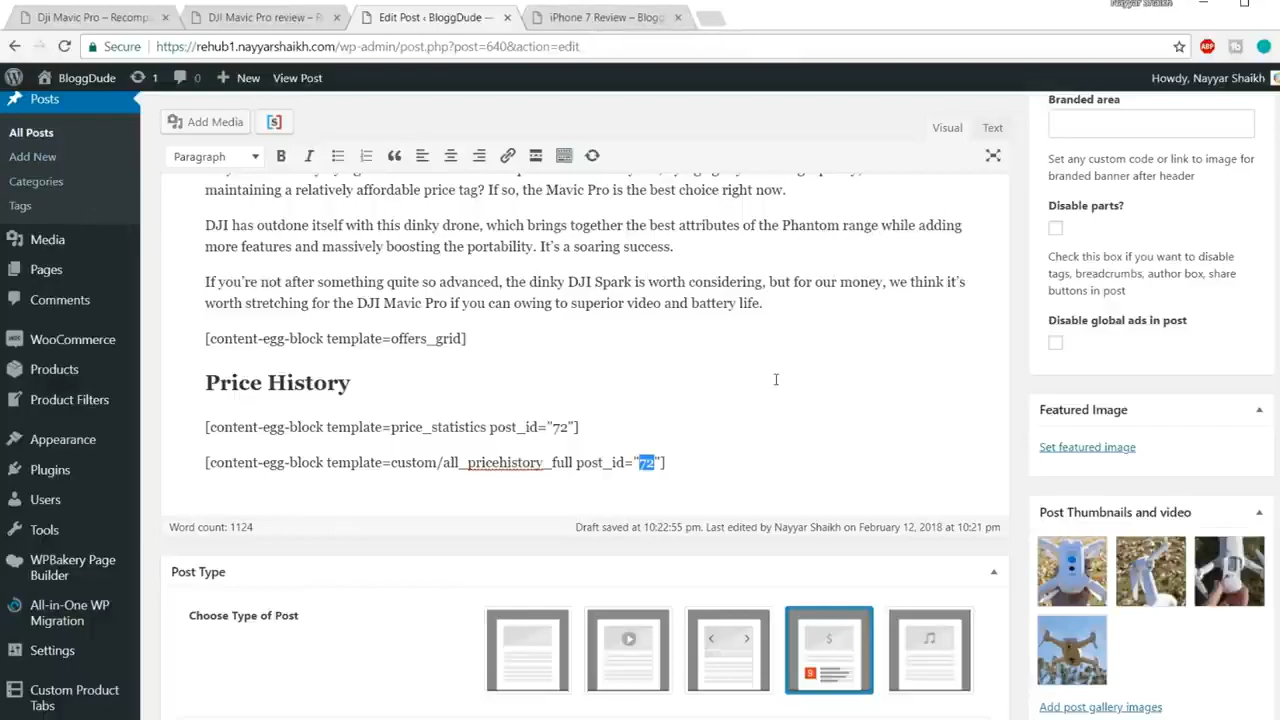 Nayyar Shaikh
Dji Mavic Pro – Recomp
DJI Mavic Pro review – R
Edit Post ‹ BloggDude —
iPhone 7 Review – Blogg
Secure
https://rehub1.nayyarshaikh.com/wp-admin/post.php?post=640&action=edit
ABP
BloggDude
1
0
New
View Post
Howdy, Nayyar Shaikh
Posts
All Posts
Add New
Categories
Tags
Media
Pages
Comments
WooCommerce
Products
Product Filters
Appearance
Plugins
Users
Tools
WPBakery Page
Builder
All-in-One WP
Migration
Settings
Custom Product
Tabs
Add Media
[s]
Visual
Text
Paragraph
maintaining a relatively affordable price tag? If so, the Mavic Pro is the best choice right now.
DJI has outdone itself with this dinky drone, which brings together the best attributes of the Phantom range while adding
more features and massively boosting the portability. It's a soaring success.
If you're not after something quite so advanced, the dinky DJI Spark is worth considering, but for our money, we think it's
worth stretching for the DJI Mavic Pro if you can owing to superior video and battery life.
[content-egg-block template=offers_grid]
Price History
[content-egg-block template=price_statistics post_id="72"]
[content-egg-block template=custom/all_pricehistory_full post_id="72"]
Word count: 1124
Draft saved at 10:22:55 pm. Last edited by Nayyar Shaikh on February 12, 2018 at 10:21 pm
Post Type
Choose Type of Post
Branded area
Set any custom code or link to image for
branded banner after header
Disable parts?
Check this box if you want to disable
tags, breadcrumbs, author box, share
buttons in post
Disable global ads in post
Featured Image
Set featured image
Post Thumbnails and video
Add post gallery images